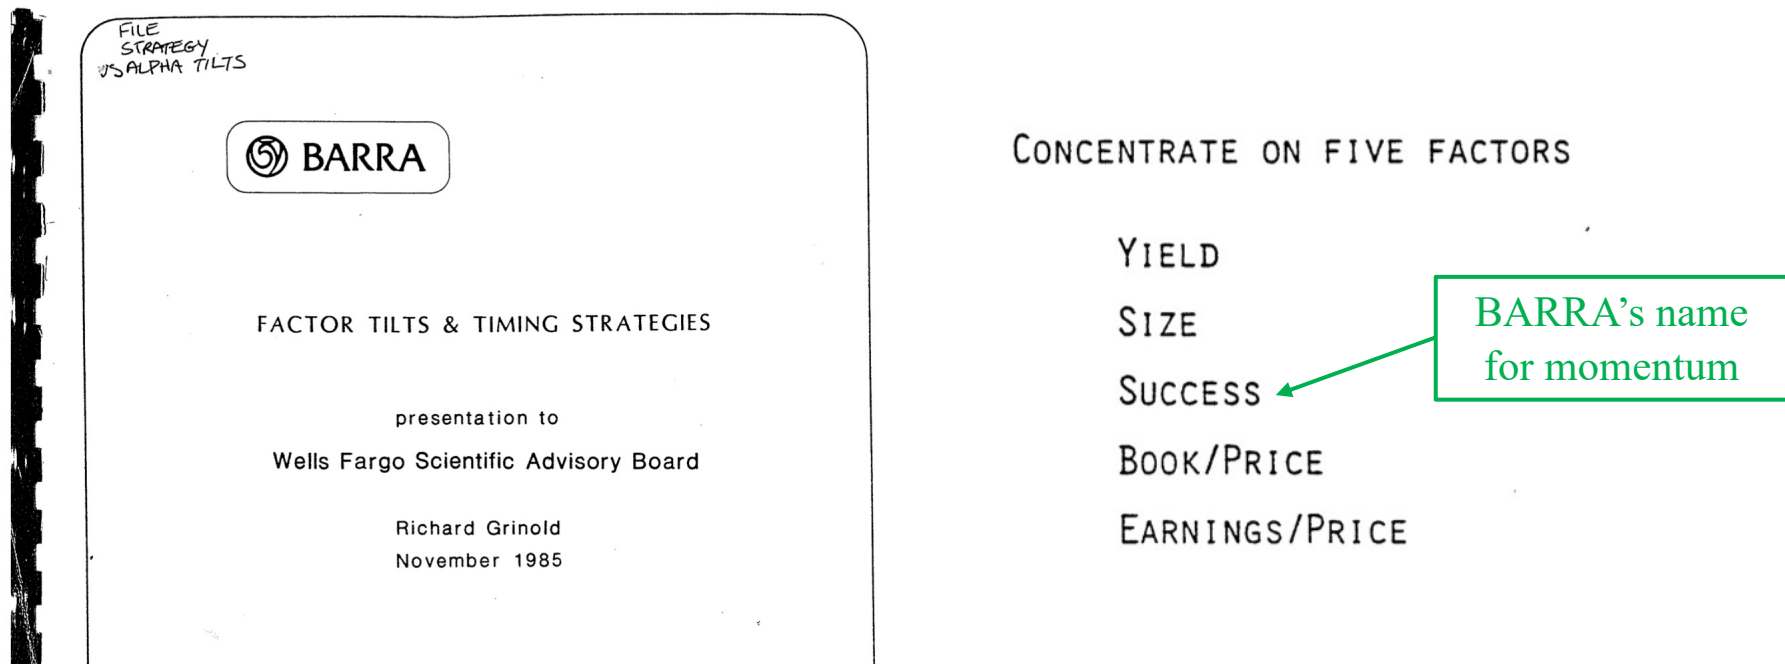 FILE
STRATEGY
US ALPHA TILTS
BARRA
FACTOR TILTS & TIMING STRATEGIES
presentation to
Wells Fargo Scientific Advisory Board
Richard Grinold
November 1985
CONCENTRATE ON FIVE FACTORS
YIELD
SIZE
SUCCESS
BOOK/PRICE
EARNINGS/PRICE
BARRA's name
for momentum